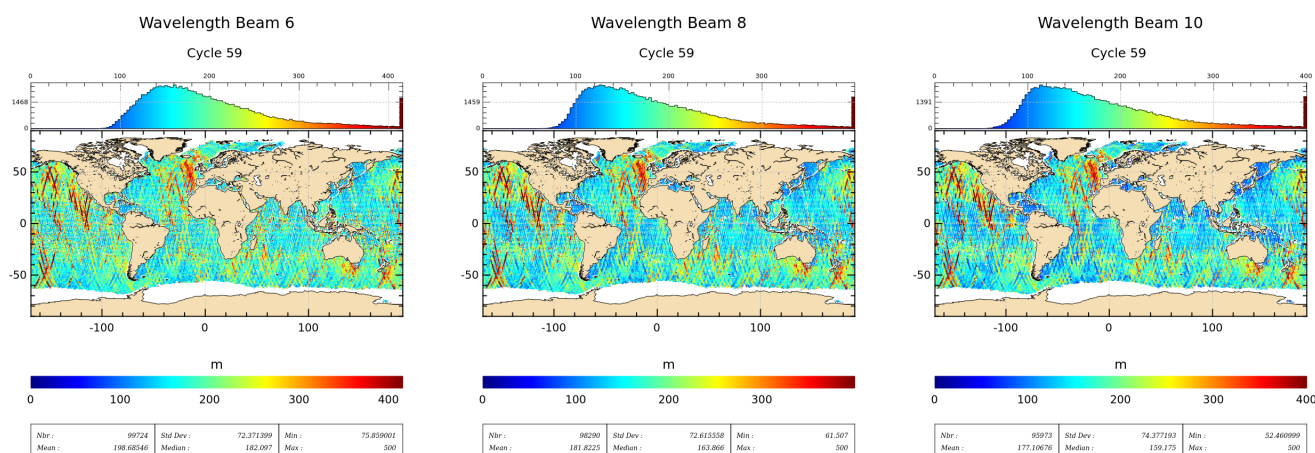 Wavelength Beam 6
Cycle 59
0 100 200 300 400
1468
0
50
0
-50
-100 0 100
m
0 100 200 300 400
Nbr : 99724 Std Dev : 72.371399 Min : 75.859001
Mean : 198.68546 Median : 182.097 Max : 500
Wavelength Beam 8
Cycle 59
0 100 200 300
1459
0
50
0
-50
-100 0 100
m
0 100 200 300
Nbr : 98290 Std Dev : 72.615558 Min : 61.507
Mean : 181.8225 Median : 163.866 Max : 500
Wavelength Beam 10
Cycle 59
0 100 200 300 400
1391
0
50
0
-50
-100 0 100
m
0 100 200 300 400
Nbr : 95973 Std Dev : 74.377193 Min : 52.460999
Mean : 177.10676 Median : 159.175 Max : 500